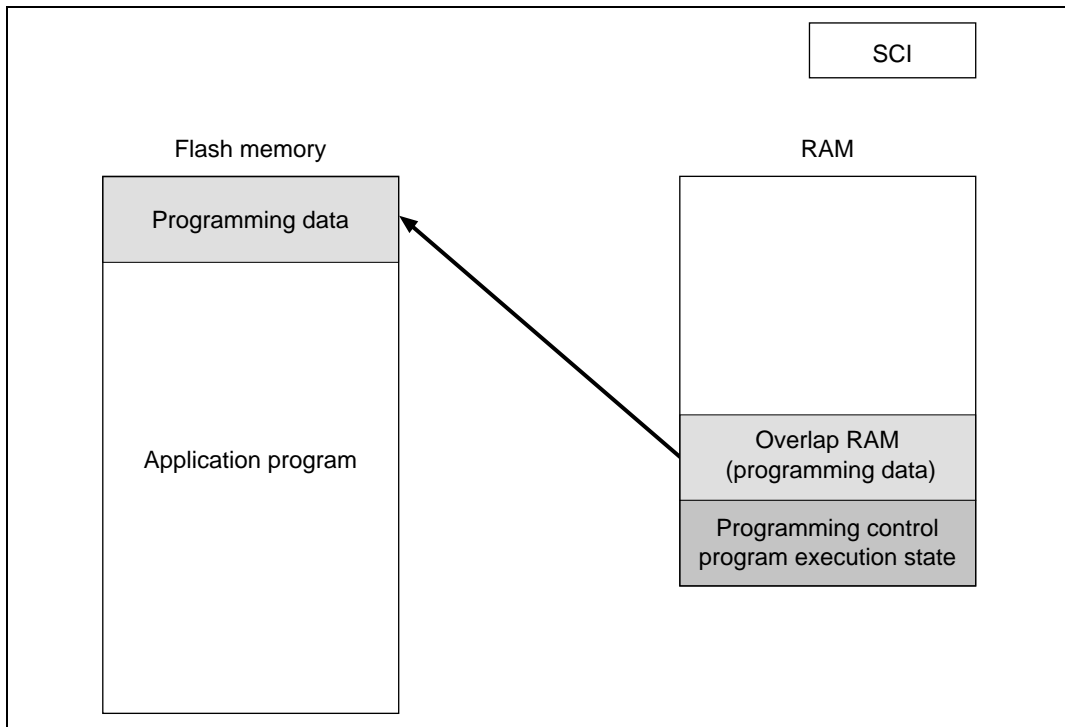 SCI
Flash memory
RAM
Programming data
Application program
Overlap RAM
(programming data)
Programming control
program execution state